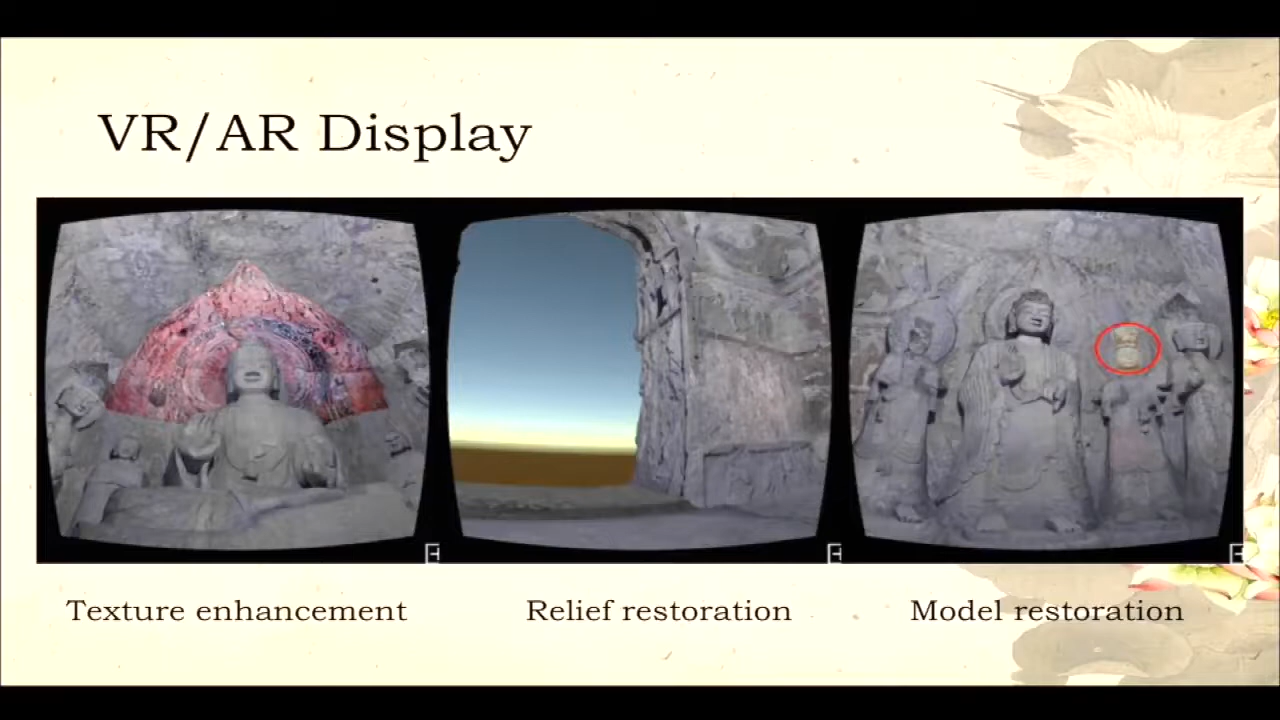 VR/AR Display
Texture enhancement
Relief restoration
Model restoration